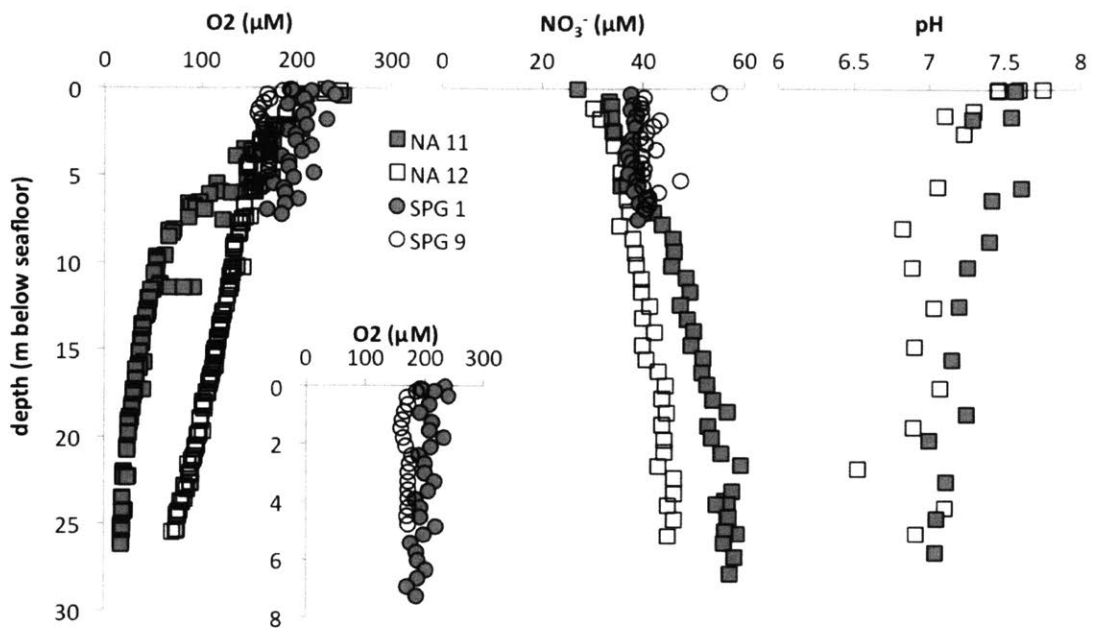 O2 (µM) NO₃⁻ (µM) pH
0 100 200 300 0 20 40 60 6 6.5 7 7.5 8
0
5
10
15
20
25
30
depth (m below seafloor)
NA 11
NA 12
SPG 1
SPG 9
O2 (µM)
0 100 200 300
0
2
4
6
8